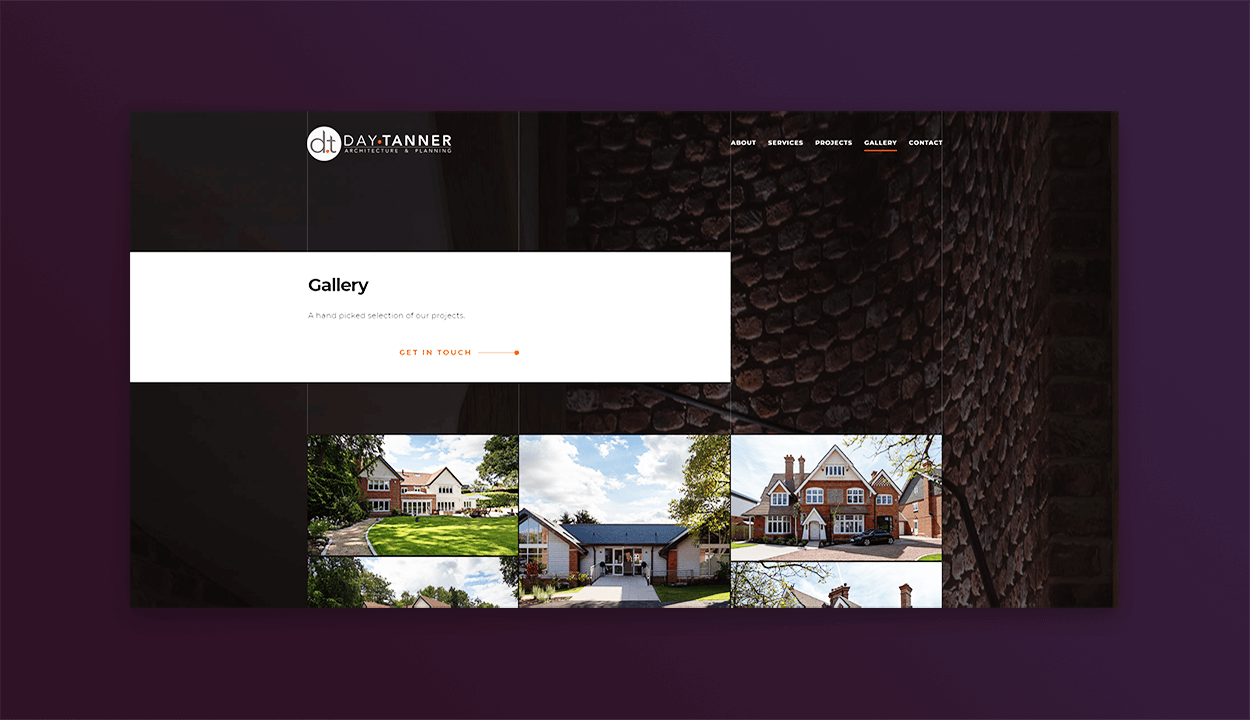 d.t DAY•TANNER
ARCHITECTURE & PLANNING
ABOUT SERVICES PROJECTS GALLERY CONTACT
Gallery
A hand picked selection of our projects.
GET IN TOUCH